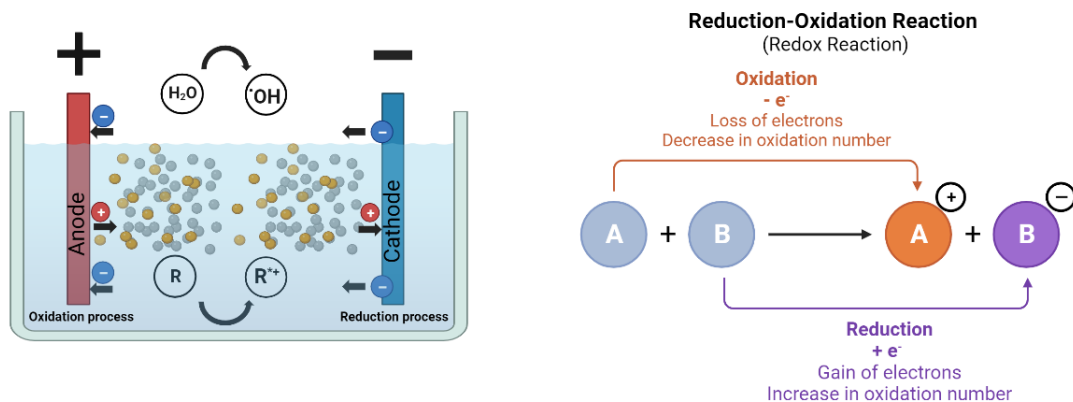 +
−
H₂O
•OH
−
−
Anode
+
+
Cathode
−
−
R
R*+
Oxidation process
Reduction process
Reduction-Oxidation Reaction
(Redox Reaction)
Oxidation
- e⁻
Loss of electrons
Decrease in oxidation number
A + B A + + B −
Reduction
+ e⁻
Gain of electrons
Increase in oxidation number